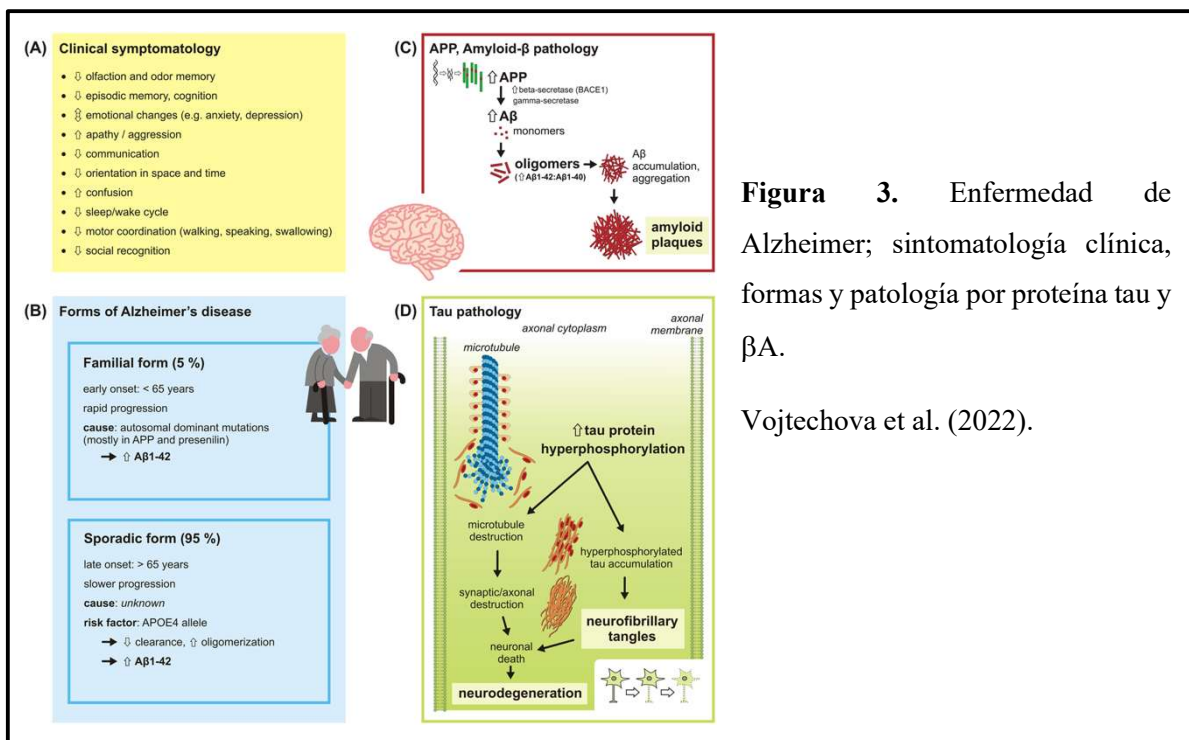 (A) Clinical symptomatology
• ⇩ olfaction and odor memory
• ⇩ episodic memory, cognition
• ⇳ emotional changes (e.g. anxiety, depression)
• ⇧ apathy / aggression
• ⇩ communication
• ⇩ orientation in space and time
• ⇧ confusion
• ⇩ sleep/wake cycle
• ⇩ motor coordination (walking, speaking, swallowing)
• ⇩ social recognition
(B) Forms of Alzheimer's disease
Familial form (5 %)
early onset: < 65 years
rapid progression
cause: autosomal dominant mutations
(mostly in APP and presenilin)
➔ ⇧ Aβ1-42
Sporadic form (95 %)
late onset: > 65 years
slower progression
cause: unknown
risk factor: APOE4 allele
➔ ⇩ clearance, ⇧ oligomerization
➔ ⇧ Aβ1-42
(C) APP, Amyloid-β pathology
⇧APP
⇧beta-secretase (BACE1)
gamma-secretase
⇧Aβ
monomers
oligomers
(⇧Aβ1-42:Aβ1-40)
Aβ
accumulation,
aggregation
amyloid
plaques
(D) Tau pathology
axonal cytoplasm
axonal
membrane
microtubule
⇧tau protein
hyperphosphorylation
microtubule
destruction
hyperphosphorylated
tau accumulation
synaptic/axonal
destruction
neurofibrillary
tangles
neuronal
death
neurodegeneration
Figura 3. Enfermedad de
Alzheimer; sintomatología clínica,
formas y patología por proteína tau y
βA.
Vojtechova et al. (2022).